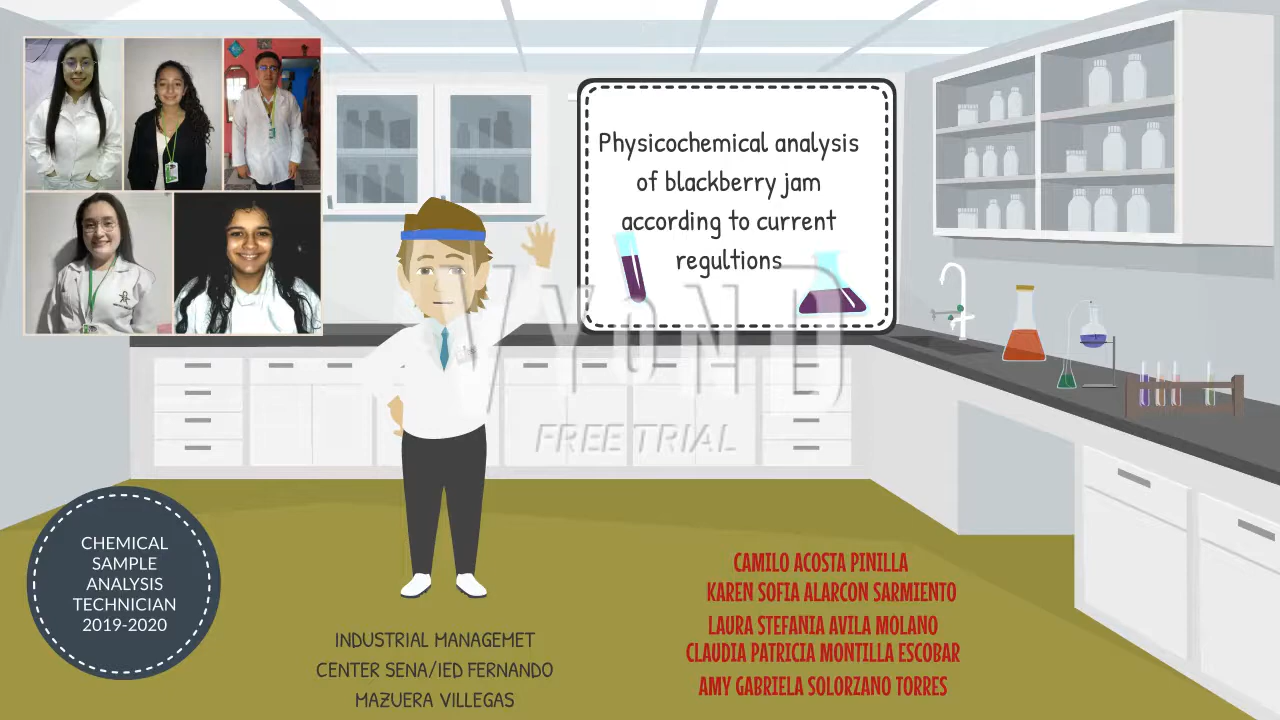 Physicochemical analysis
of blackberry jam
according to current
regultions
VYOND
FREE TRIAL
CHEMICAL
SAMPLE
ANALYSIS
TECHNICIAN
2019-2020
INDUSTRIAL MANAGEMET
CENTER SENA/IED FERNANDO
MAZUERA VILLEGAS
CAMILO ACOSTA PINILLA
KAREN SOFIA ALARCON SARMIENTO
LAURA STEFANIA AVILA MOLANO
CLAUDIA PATRICIA MONTILLA ESCOBAR
AMY GABRIELA SOLORZANO TORRES